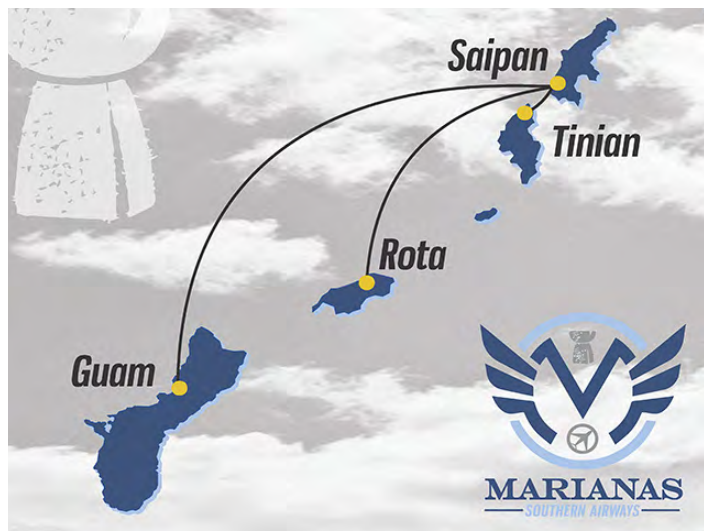 Saipan
Tinian
Rota
Guam
MARIANAS
SOUTHERN AIRWAYS